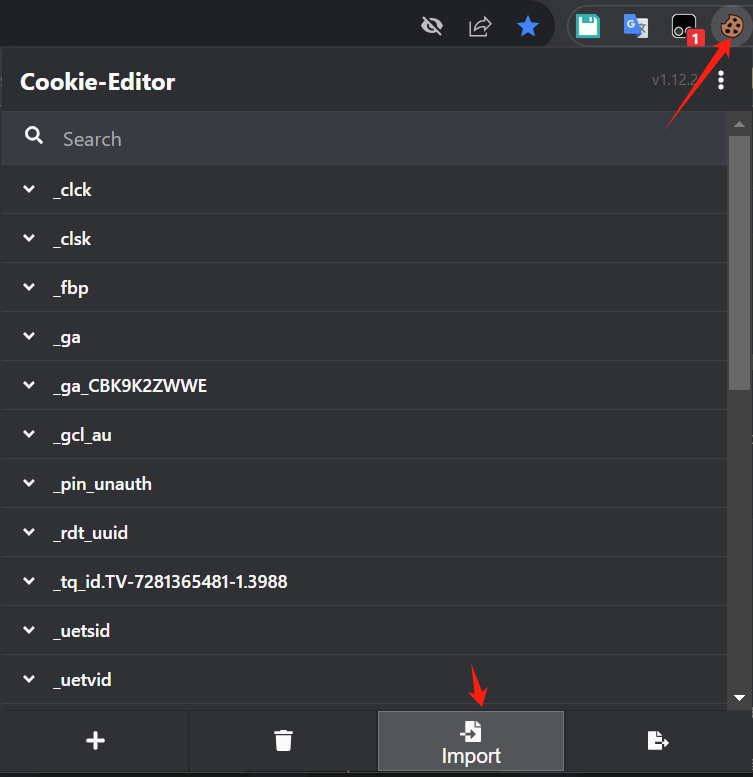 G
1
Cookie-Editor
v1.12.2
Search
_clck
_clsk
_fbp
_ga
_ga_CBK9K2ZWWE
_gcl_au
_pin_unauth
_rdt_uuid
_tq_id.TV-7281365481-1.3988
_uetsid
_uetvid
Import